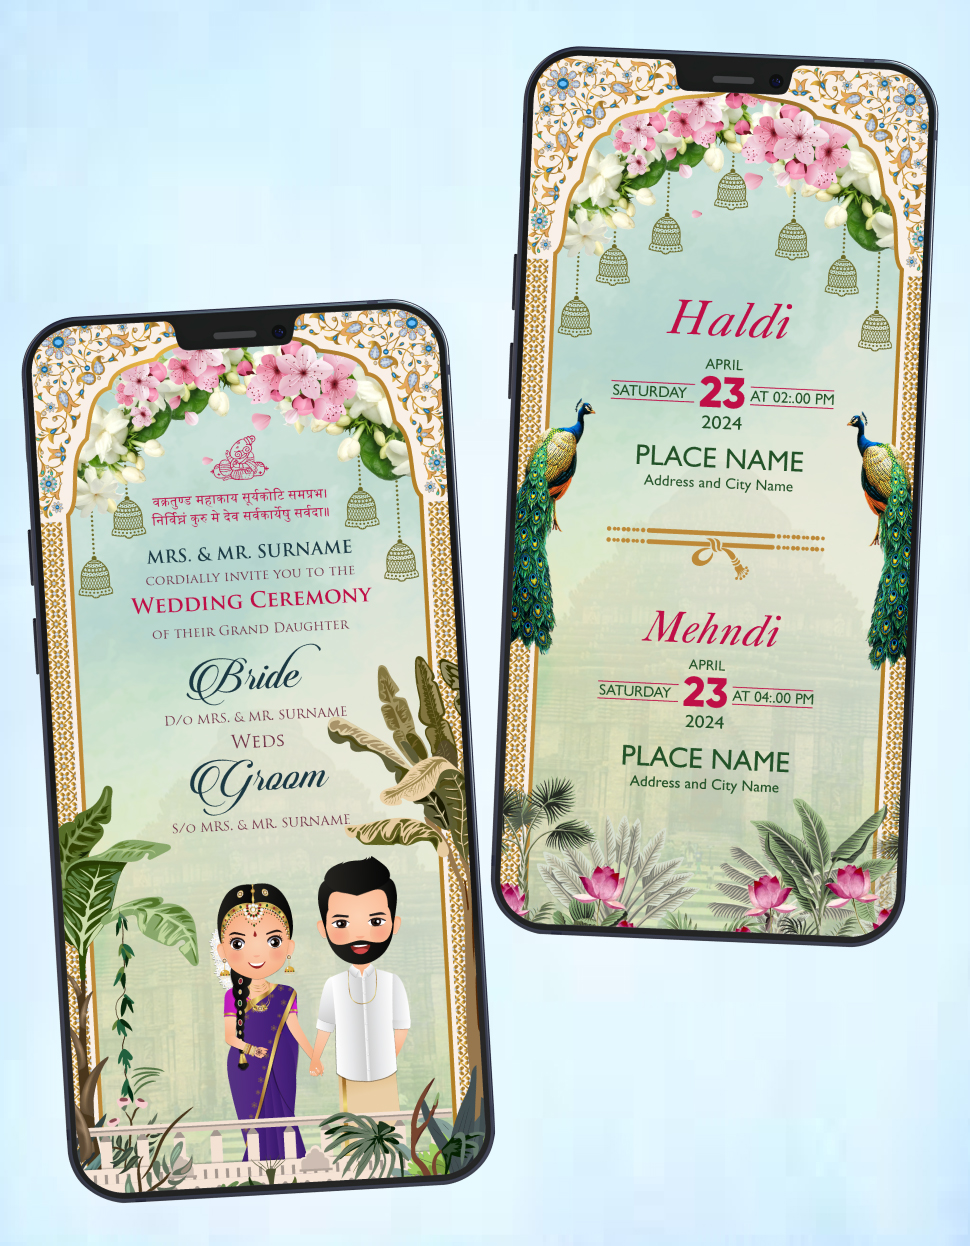 वक्रतुण्ड महाकाय सूर्यकोटि समप्रभ।
निर्विघ्नं कुरु मे देव सर्वकार्येषु सर्वदा॥
MRS. & MR. SURNAME
CORDIALLY INVITE YOU TO THE
WEDDING CEREMONY
OF THEIR GRAND DAUGHTER
Bride
D/O MRS. & MR. SURNAME
WEDS
Groom
S/O MRS. & MR. SURNAME
Haldi
APRIL
SATURDAY 23 AT 02:.00 PM
2024
PLACE NAME
Address and City Name
Mehndi
APRIL
SATURDAY 23 AT 04:.00 PM
2024
PLACE NAME
Address and City Name